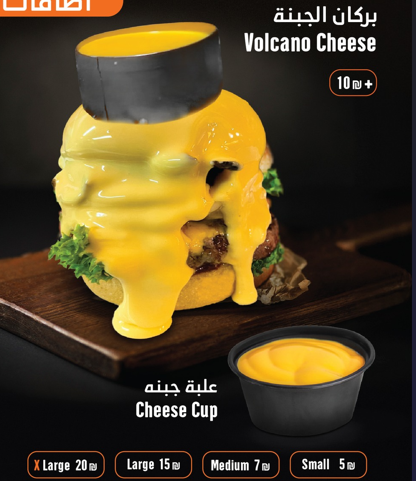 اضافات
بركان الجبنة
Volcano Cheese
10₪+
علبة جبنه
Cheese Cup
X Large 20₪
Large 15₪
Medium 7₪
Small 5₪